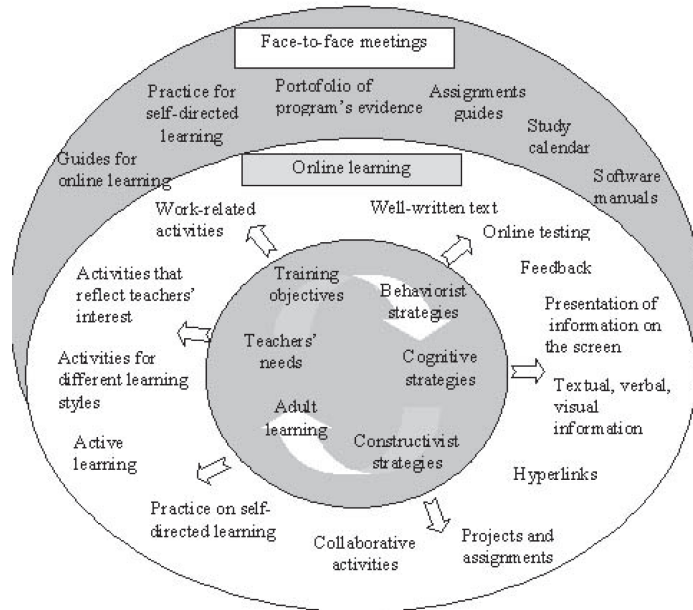 Face-to-face meetings
Practice for
self-directed
learning
Portofolio of
program's evidence
Assignments
guides
Study
calendar
Guides for
online learning
Software
manuals
Online learning
Work-related
activities
Well-written text
Online testing
Feedback
Activities that
reflect teachers'
interest
Training
objectives
Behaviorist
strategies
Presentation of
information on
the screen
Teachers'
needs
Cognitive
strategies
Activities for
different learning
styles
Textual, verbal,
visual
information
Adult
learning
Constructivist
strategies
Active
learning
Hyperlinks
Practice on self-
directed learning
Collaborative
activities
Projects and
assignments